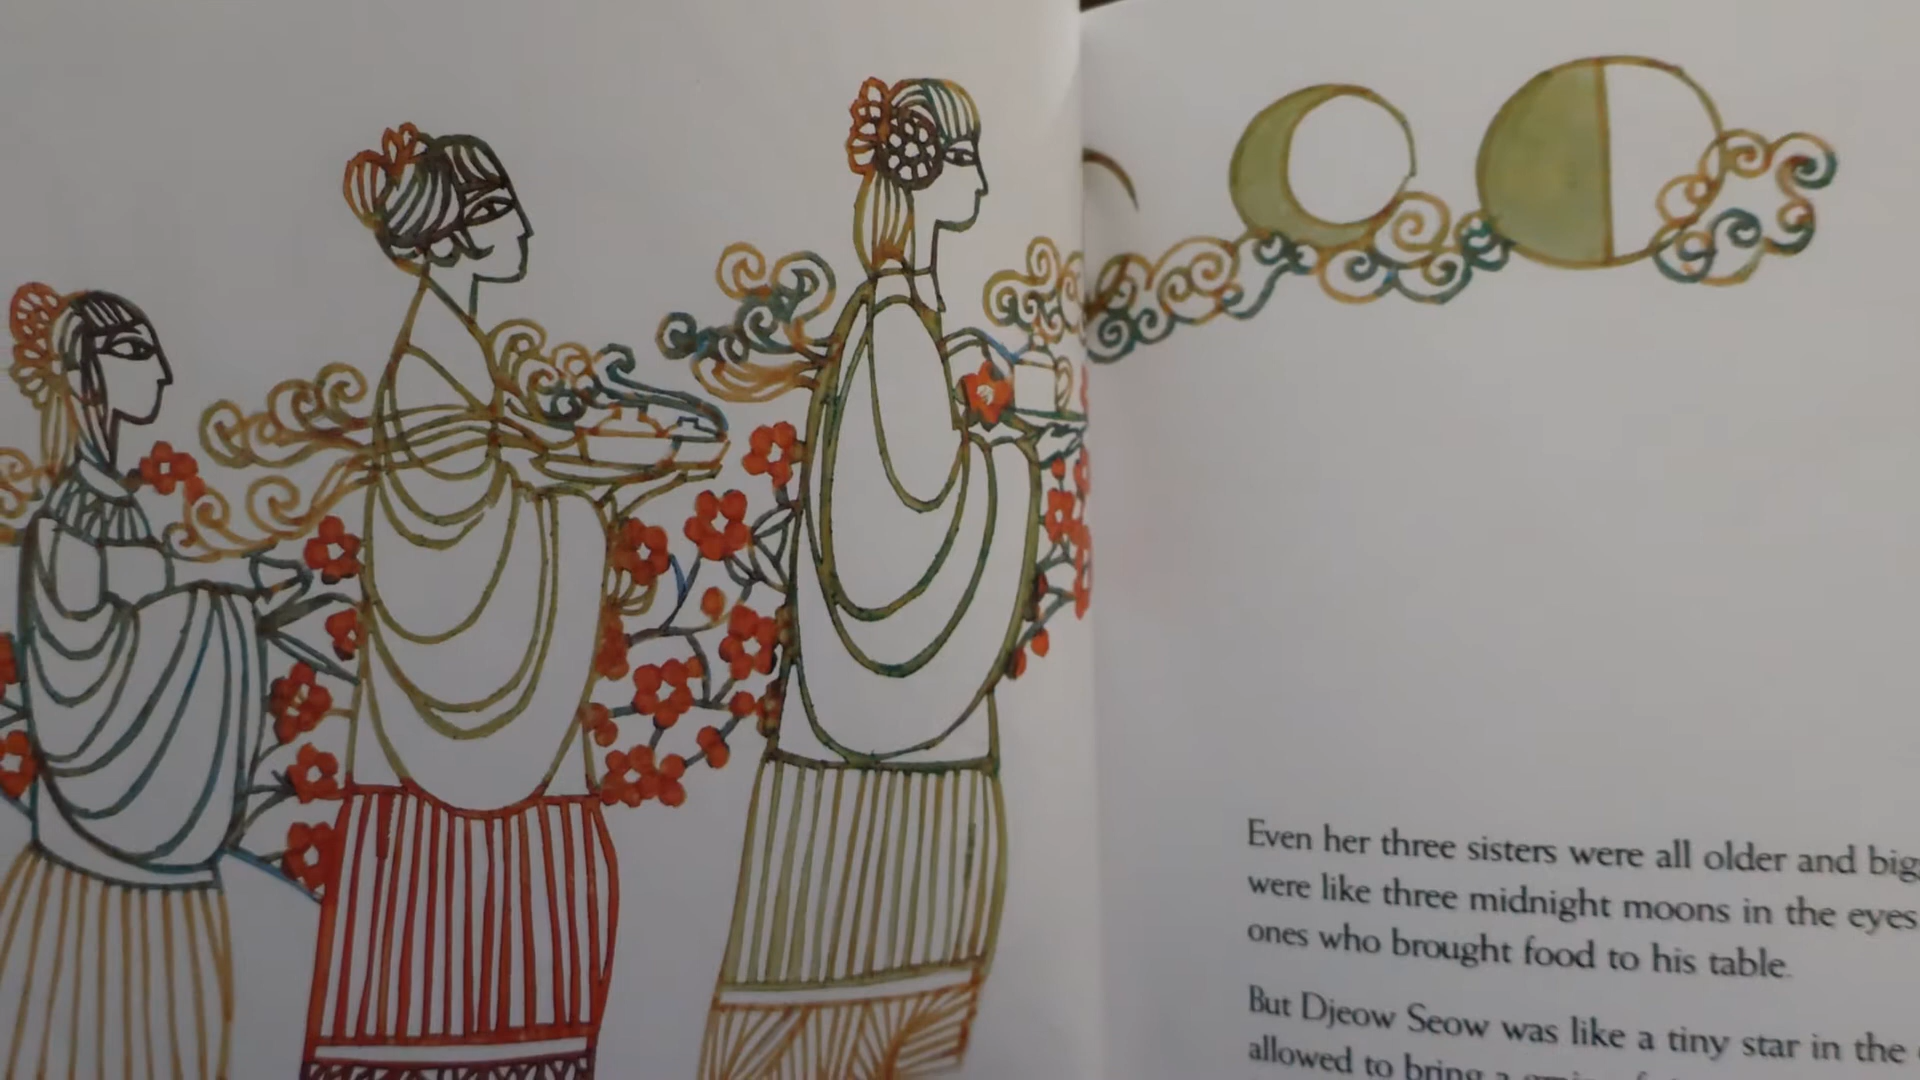 Even her three sisters were all older and big
were like three midnight moons in the eyes
ones who brought food to his table.
But Djeow Seow was like a tiny star in the
allowed to bring a